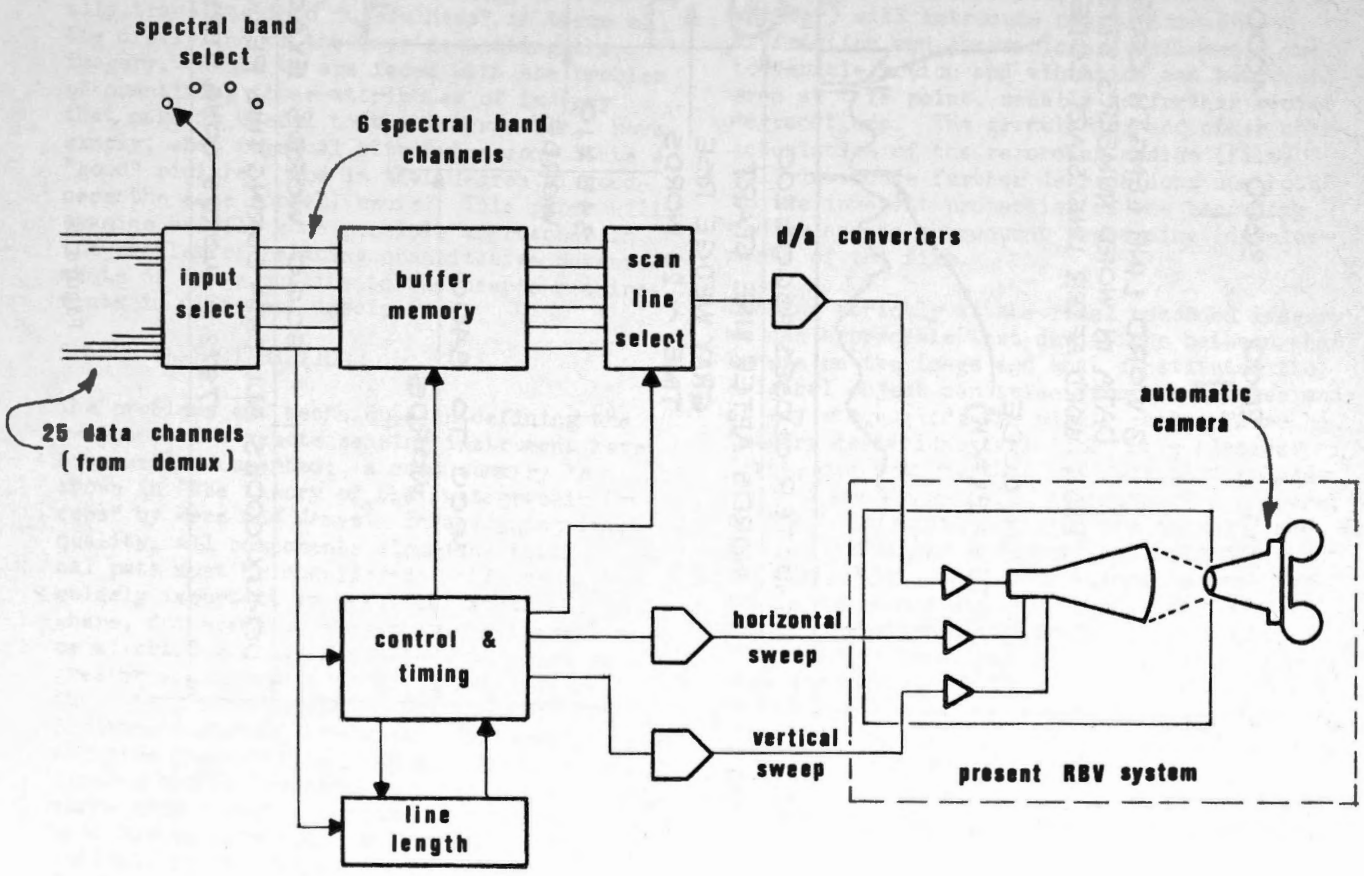 spectral band
select
6 spectral band
channels
input
select
buffer
memory
scan
line
select
d/a converters
25 data channels
(from demux)
automatic
camera
control &
timing
horizontal
sweep
vertical
sweep
present RBV system
line
length